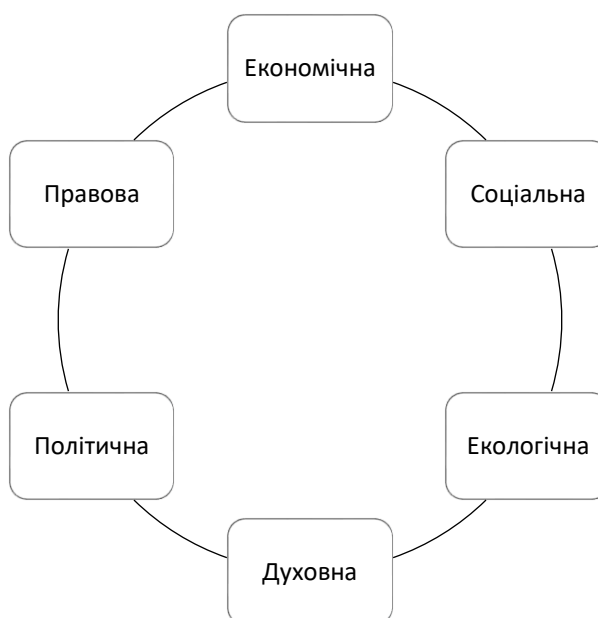 Економічна
Соціальна
Екологічна
Духовна
Політична
Правова